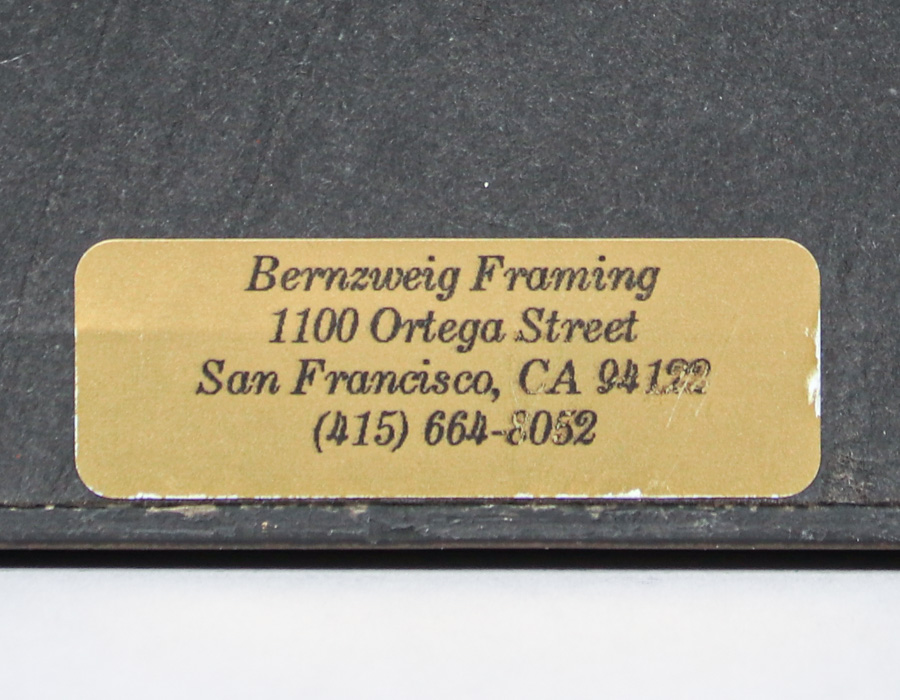 Bernzweig Framing
1100 Ortega Street
San Francisco, CA 94122
(415) 664-8052